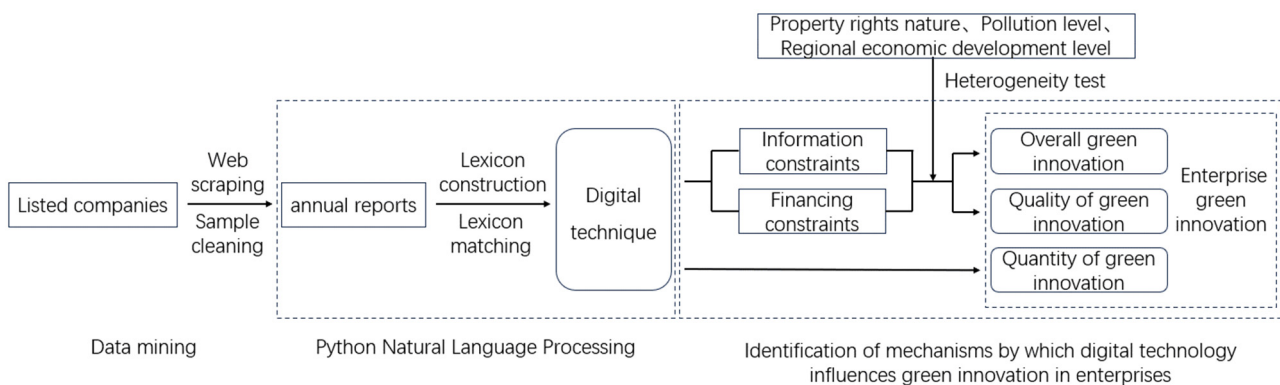 Property rights nature、Pollution level、
Regional economic development level
Heterogeneity test
Listed companies
Web
scraping
Sample
cleaning
annual reports
Lexicon
construction
Lexicon
matching
Digital
technique
Information
constraints
Financing
constraints
Overall green
innovation
Quality of green
innovation
Quantity of green
innovation
Enterprise
green
innovation
Data mining
Python Natural Language Processing
Identification of mechanisms by which digital technology
influences green innovation in enterprises